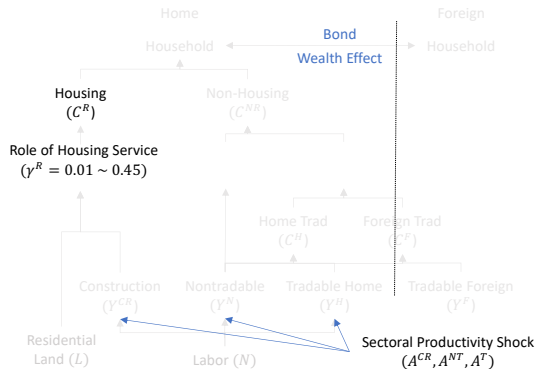 Home
Foreign
Household
Bond
Household
Wealth Effect
Housing
(C^R)
Non-Housing
(C^{NR})
Role of Housing Service
(γ^R = 0.01 ~ 0.45)
Home Trad
(C^H)
Foreign Trad
(C^F)
Construction
(Y^{CR})
Nontradable
(Y^N)
Tradable Home
(Y^H)
Tradable Foreign
(Y^F)
Residential
Land (L)
Labor (N)
Sectoral Productivity Shock
(A^{CR}, A^{NT}, A^T)